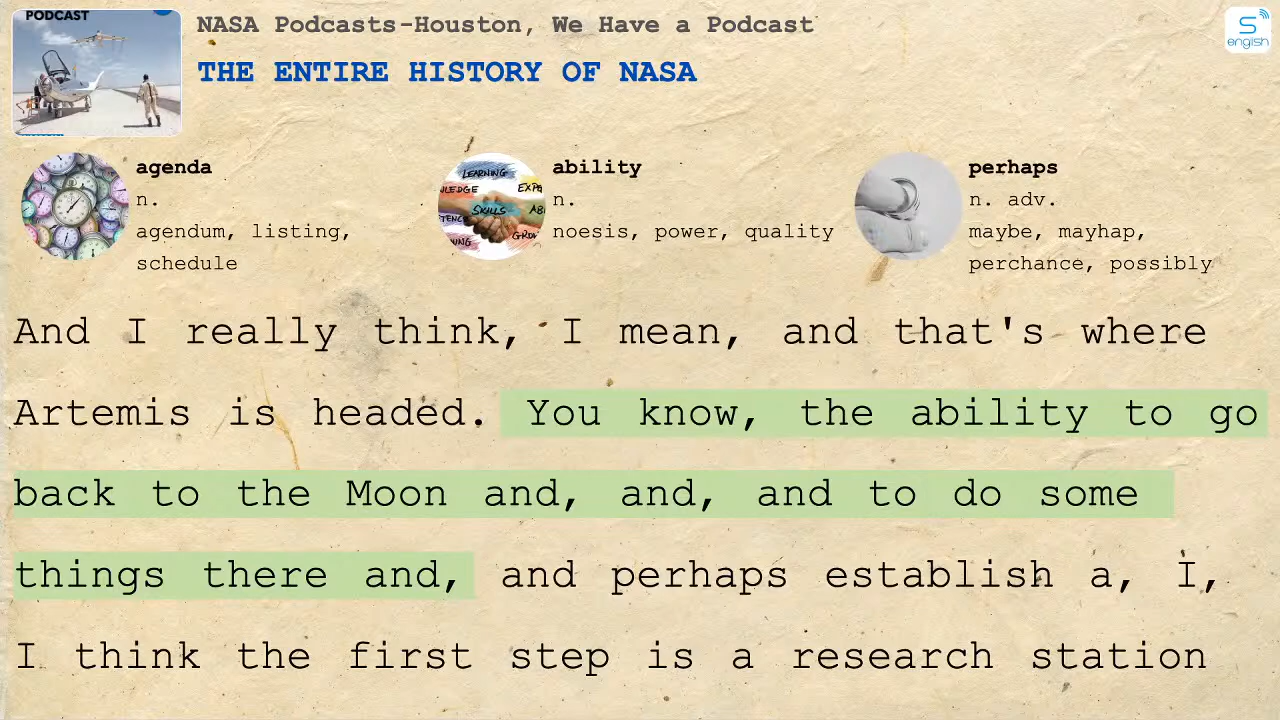 PODCAST
NASA Podcasts-Houston, We Have a Podcast
THE ENTIRE HISTORY OF NASA
S
english
agenda
n.
agendum, listing,
schedule
LEARNING
SKILLS
ability
n.
noesis, power, quality
perhaps
n. adv.
maybe, mayhap,
perchance, possibly
And I really think, I mean, and that's where
Artemis is headed. You know, the ability to go
back to the Moon and, and, and to do some
things there and, and perhaps establish a, I,
I think the first step is a research station